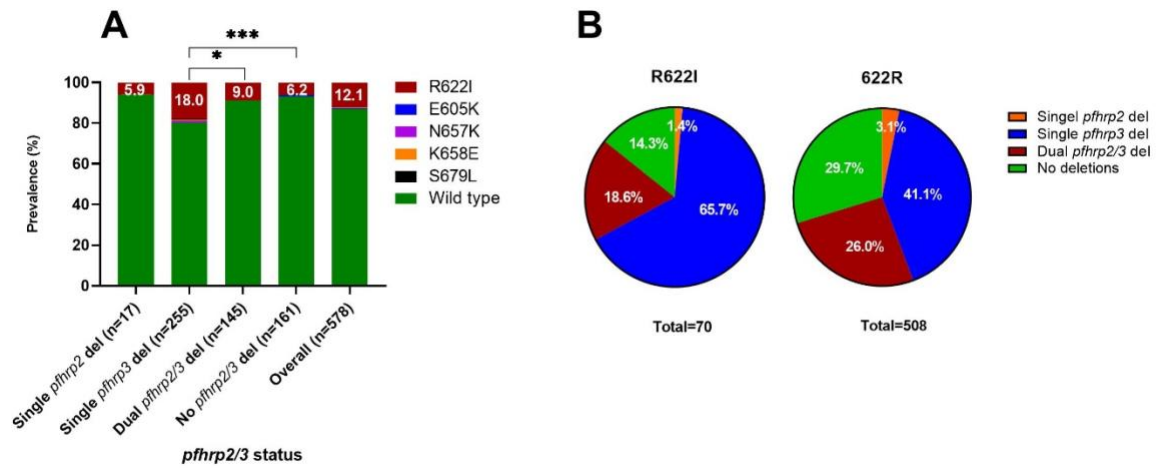 A
***
*
Prevalence (%)
100
80
60
40
20
0
5.9
18.0
9.0
6.2
12.1
Single pfhrp2 del (n=17)
Single pfhrp3 del (n=255)
Dual pfhrp2/3 del (n=145)
No pfhrp2/3 del (n=161)
Overall (n=578)
pfhrp2/3 status
R622I
E605K
N657K
K658E
S679L
Wild type
B
R622I
1.4%
14.3%
18.6%
65.7%
Total=70
622R
3.1%
29.7%
41.1%
26.0%
Total=508
Singel pfhrp2 del
Single pfhrp3 del
Dual pfhrp2/3 del
No deletions